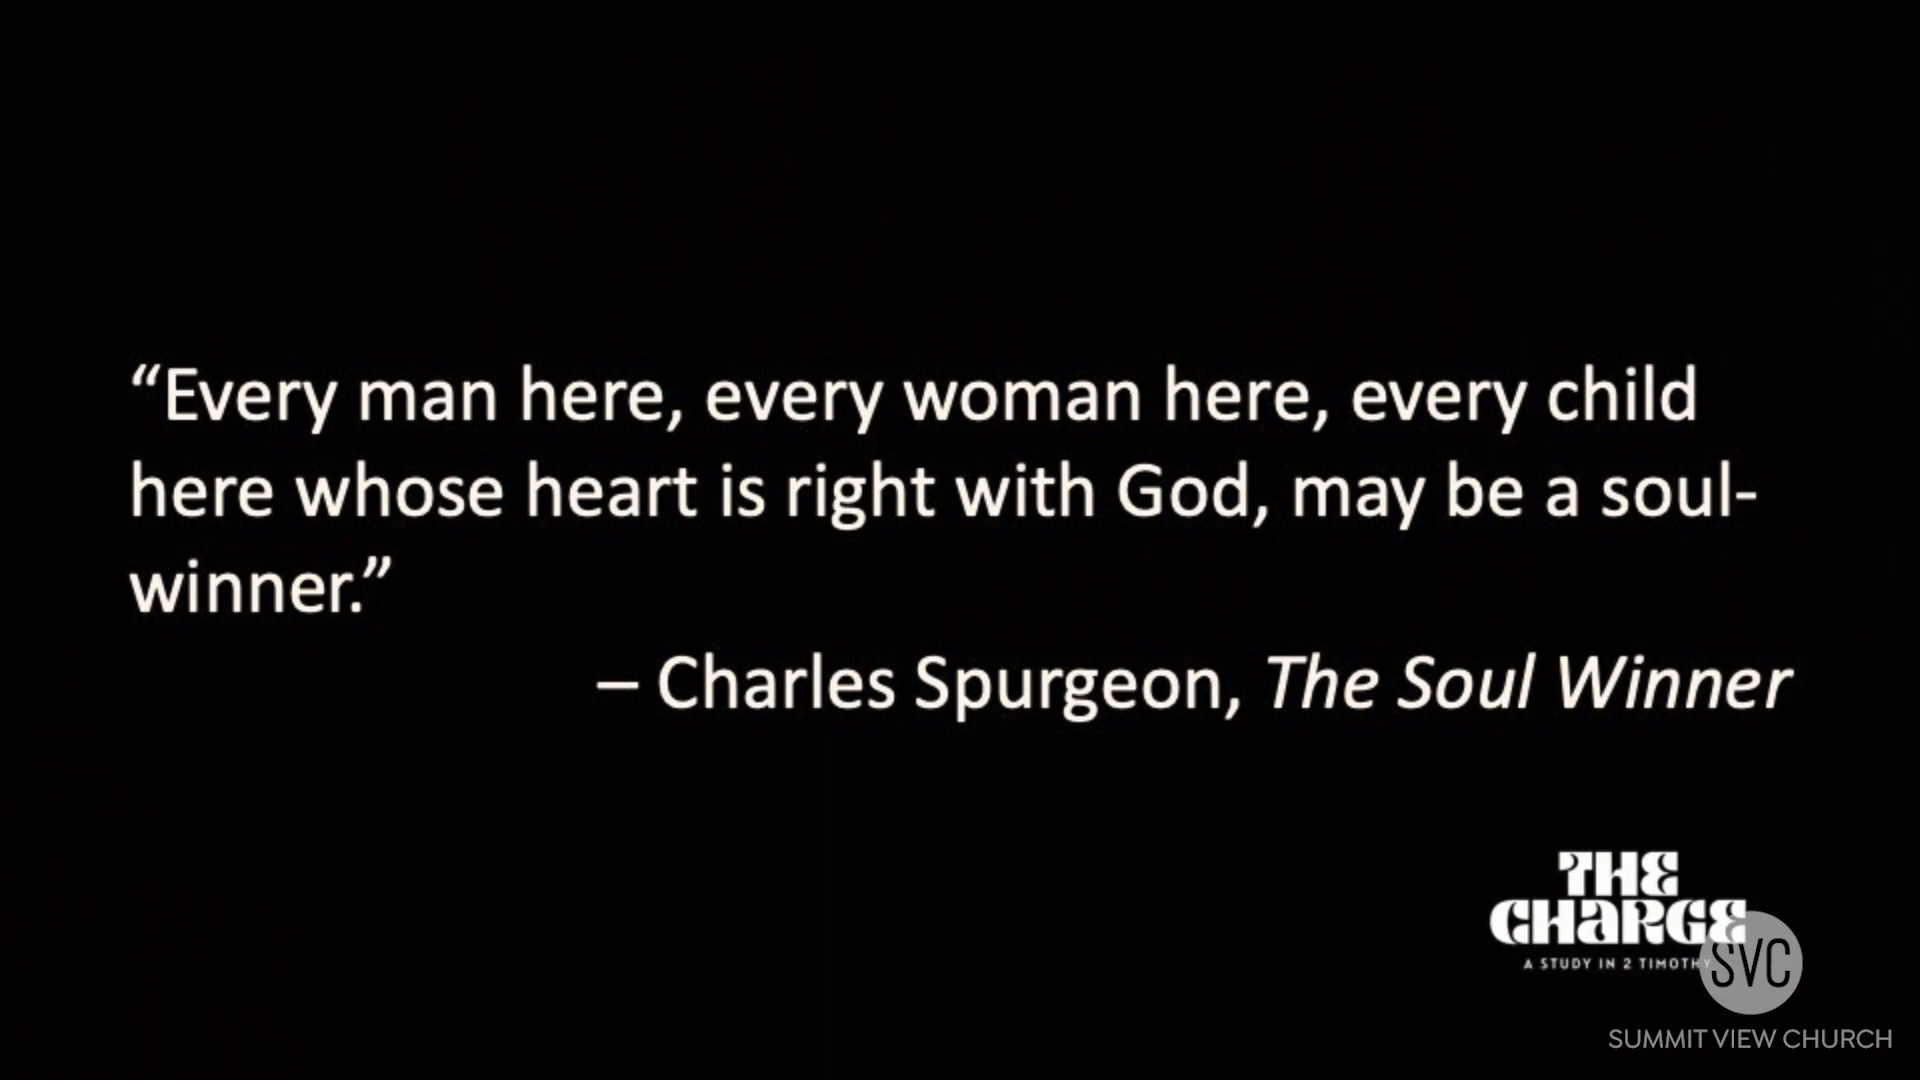 “Every man here, every woman here, every child
here whose heart is right with God, may be a soul-
winner.”
– Charles Spurgeon, The Soul Winner
THE
CHARGE
A STUDY IN 2 TIMOTHY
SVC
SUMMIT VIEW CHURCH